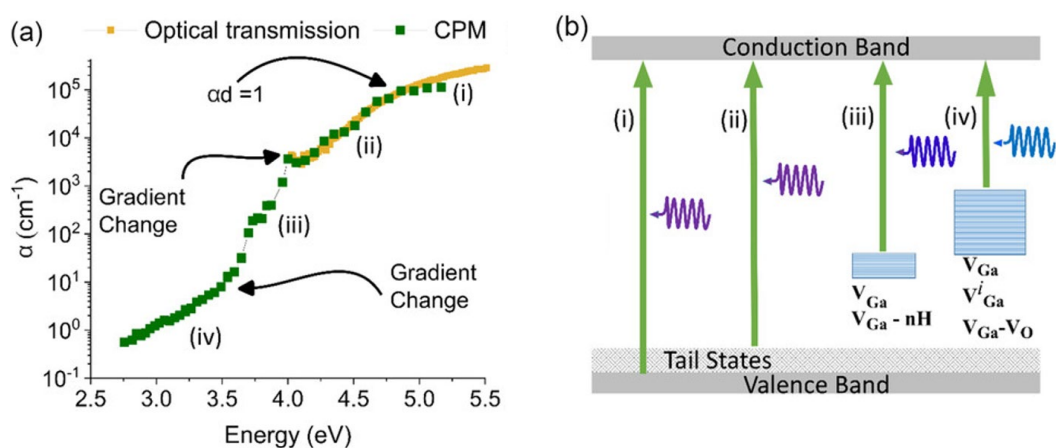 (a)
Optical transmission
CPM
10⁵
10⁴
10³
10²
10¹
10⁰
10⁻¹
α (cm⁻¹)
αd =1
(i)
(ii)
Gradient
Change
(iii)
Gradient
Change
(iv)
2.5 3.0 3.5 4.0 4.5 5.0 5.5
Energy (eV)
(b)
Conduction Band
(i)
(ii)
(iii)
(iv)
V_Ga
V_Ga - nH
V_Ga
V^i_Ga
V_Ga-V_O
Tail States
Valence Band